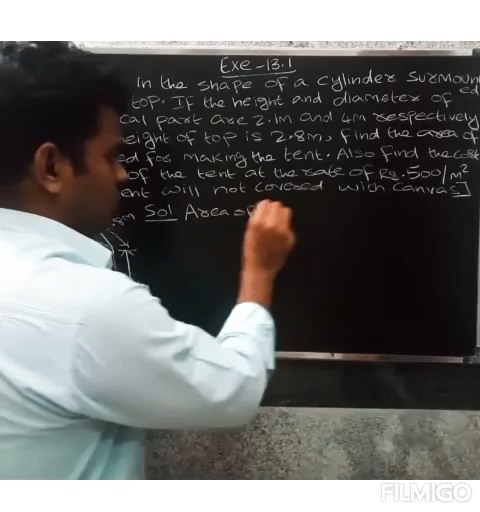 Exe-13.1
In the shape of a cylinder surmounted
top. If the height and diameter of
cal part are 2.1m and 4m respectively
eight of top is 2.8m, find the area of
ed for making the tent. Also find the cost
of the tent at the rate of Rs.500/m²
ent will not covered with canvas]
.8m Sol Area of
FILMIGO